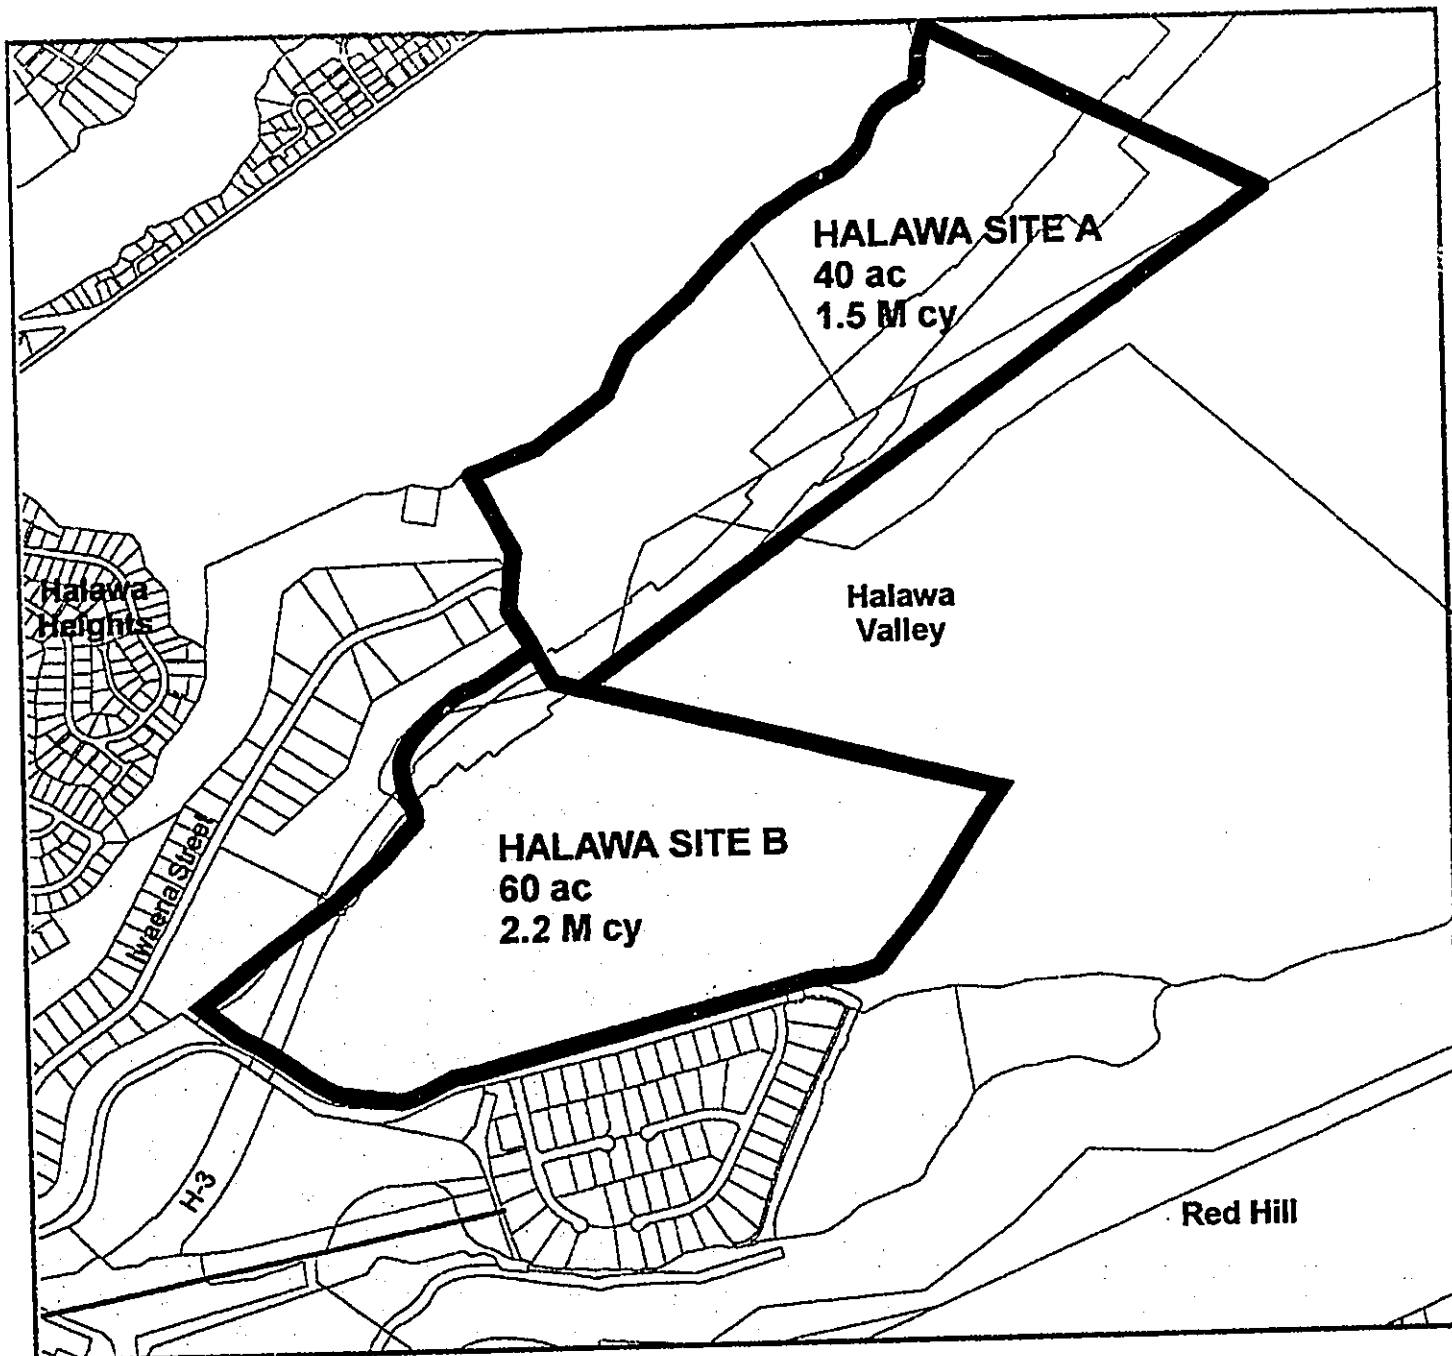 HALAWA SITE A
40 ac
1.5 M cy
Halawa
Heights
Halawa
Valley
HALAWA SITE B
60 ac
2.2 M cy
Iwaena Street
H-3
Red Hill